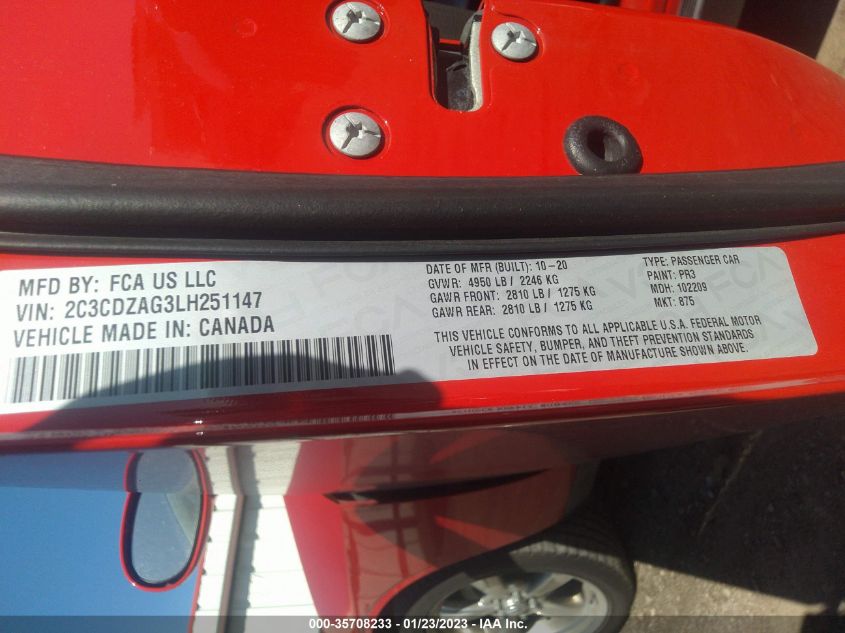 MFD BY: FCA US LLC
VIN: 2C3CDZAG3LH251147
VEHICLE MADE IN: CANADA
DATE OF MFR (BUILT): 10-20
GVWR: 4950 LB / 2246 KG
GAWR FRONT: 2810 LB / 1275 KG
GAWR REAR: 2810 LB / 1275 KG
TYPE: PASSENGER CAR
PAINT: PR3
MDH: 102209
MKT: 875
THIS VEHICLE CONFORMS TO ALL APPLICABLE U.S.A. FEDERAL MOTOR
VEHICLE SAFETY, BUMPER, AND THEFT PREVENTION STANDARDS
IN EFFECT ON THE DATE OF MANUFACTURE SHOWN ABOVE.
000-35708233 - 01/23/2023 - IAA Inc.